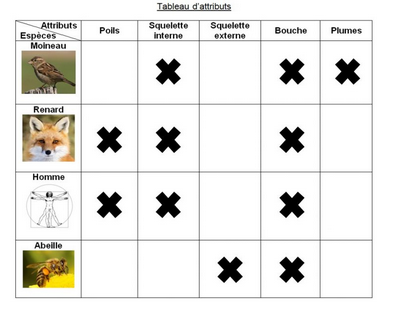 Tableau d'attributs
Attributs
Espèces
Poils
Squelette
interne
Squelette
externe
Bouche
Plumes
Moineau
Renard
Homme
Abeille